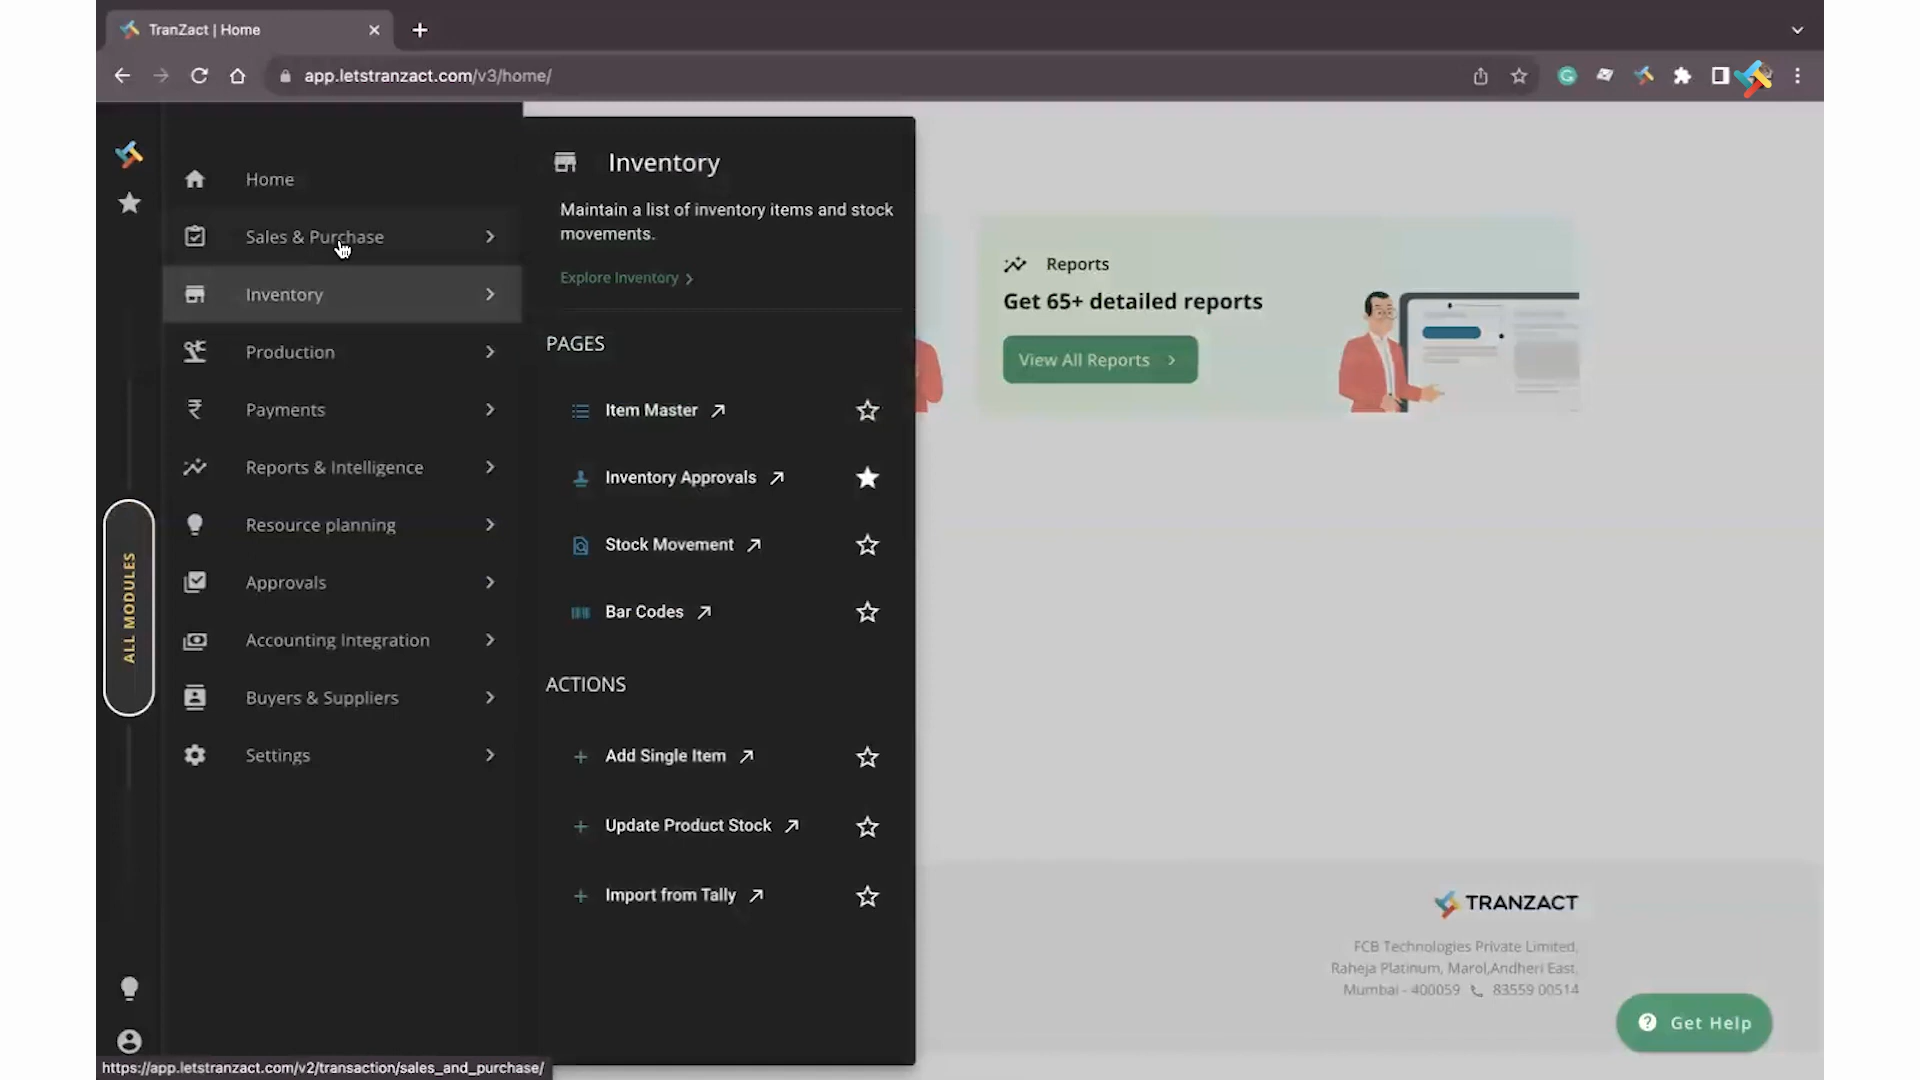 TranZact | Home
app.letstranzact.com/v3/home/
Home
Sales & Purchase
Inventory
Production
Payments
Reports & Intelligence
Resource planning
Approvals
Accounting Integration
Buyers & Suppliers
Settings
ALL MODULES
Inventory
Maintain a list of inventory items and stock
movements.
Explore Inventory
PAGES
Item Master
Inventory Approvals
Stock Movement
Bar Codes
ACTIONS
Add Single Item
Update Product Stock
Import from Tally
Reports
Get 65+ detailed reports
View All Reports
TRANZACT
FCB Technologies Private Limited,
Raheja Platinum, Marol,Andheri East,
Mumbai - 400059 83559 00514
Get Help
https://app.letstranzact.com/v2/transaction/sales_and_purchase/